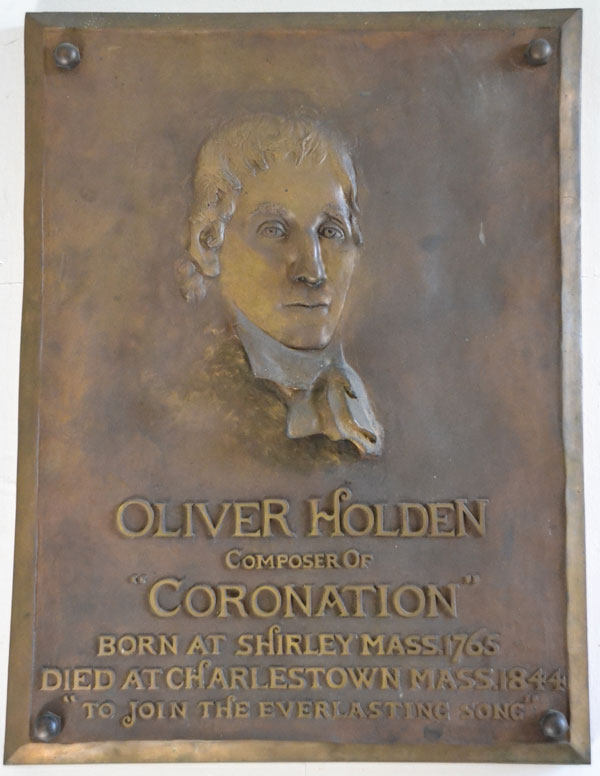 OLIVER HOLDEN
COMPOSER OF
"CORONATION"
BORN AT SHIRLEY MASS. 1765
DIED AT CHARLESTOWN MASS. 1844
"TO JOIN THE EVERLASTING SONG"